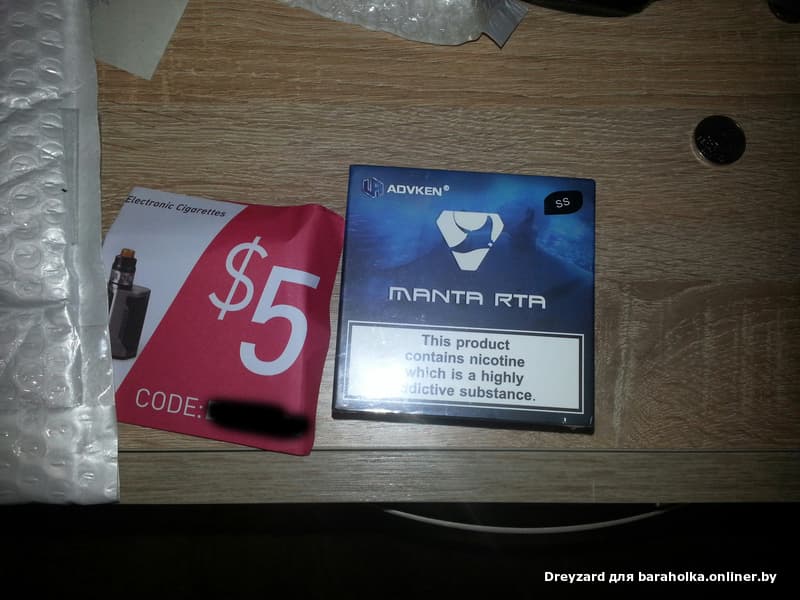 Electronic Cigarettes
$5
CODE:
ADVKEN®
SS
MANTA RTA
This product
contains nicotine
which is a highly
ddictive substance.
Dreyzard для baraholka.onliner.by